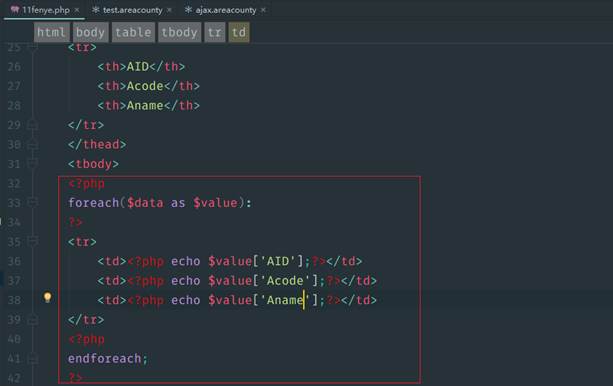 11fenye.php × test.areacounty × ajax.areacounty ×
html body table tbody tr td
25 <tr>
26 <th>AID</th>
27 <th>Acode</th>
28 <th>Aname</th>
29 </tr>
30 </thead>
31 <tbody>
32 <?php
33 foreach($data as $value):
34 ?>
35 <tr>
36 <td><?php echo $value['AID'];?></td>
37 <td><?php echo $value['Acode'];?></td>
38 <td><?php echo $value['Aname'];?></td>
39 </tr>
40 <?php
41 endforeach;
42 ?>